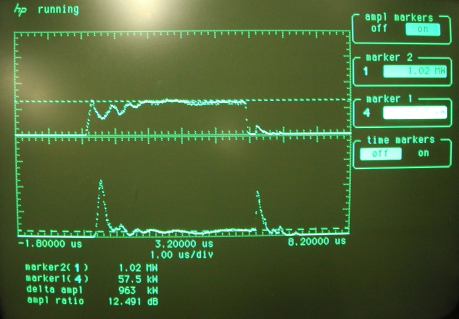 hp running
ampl markers
off on
marker 2
1 1.02 MW
marker 1
4
time markers
off on
-1.80000 us 3.20000 us 8.20000 us
1.00 us/div
marker2(1) 1.02 MW
marker1(4) 57.5 kW
delta ampl 963 kW
ampl ratio 12.491 dB